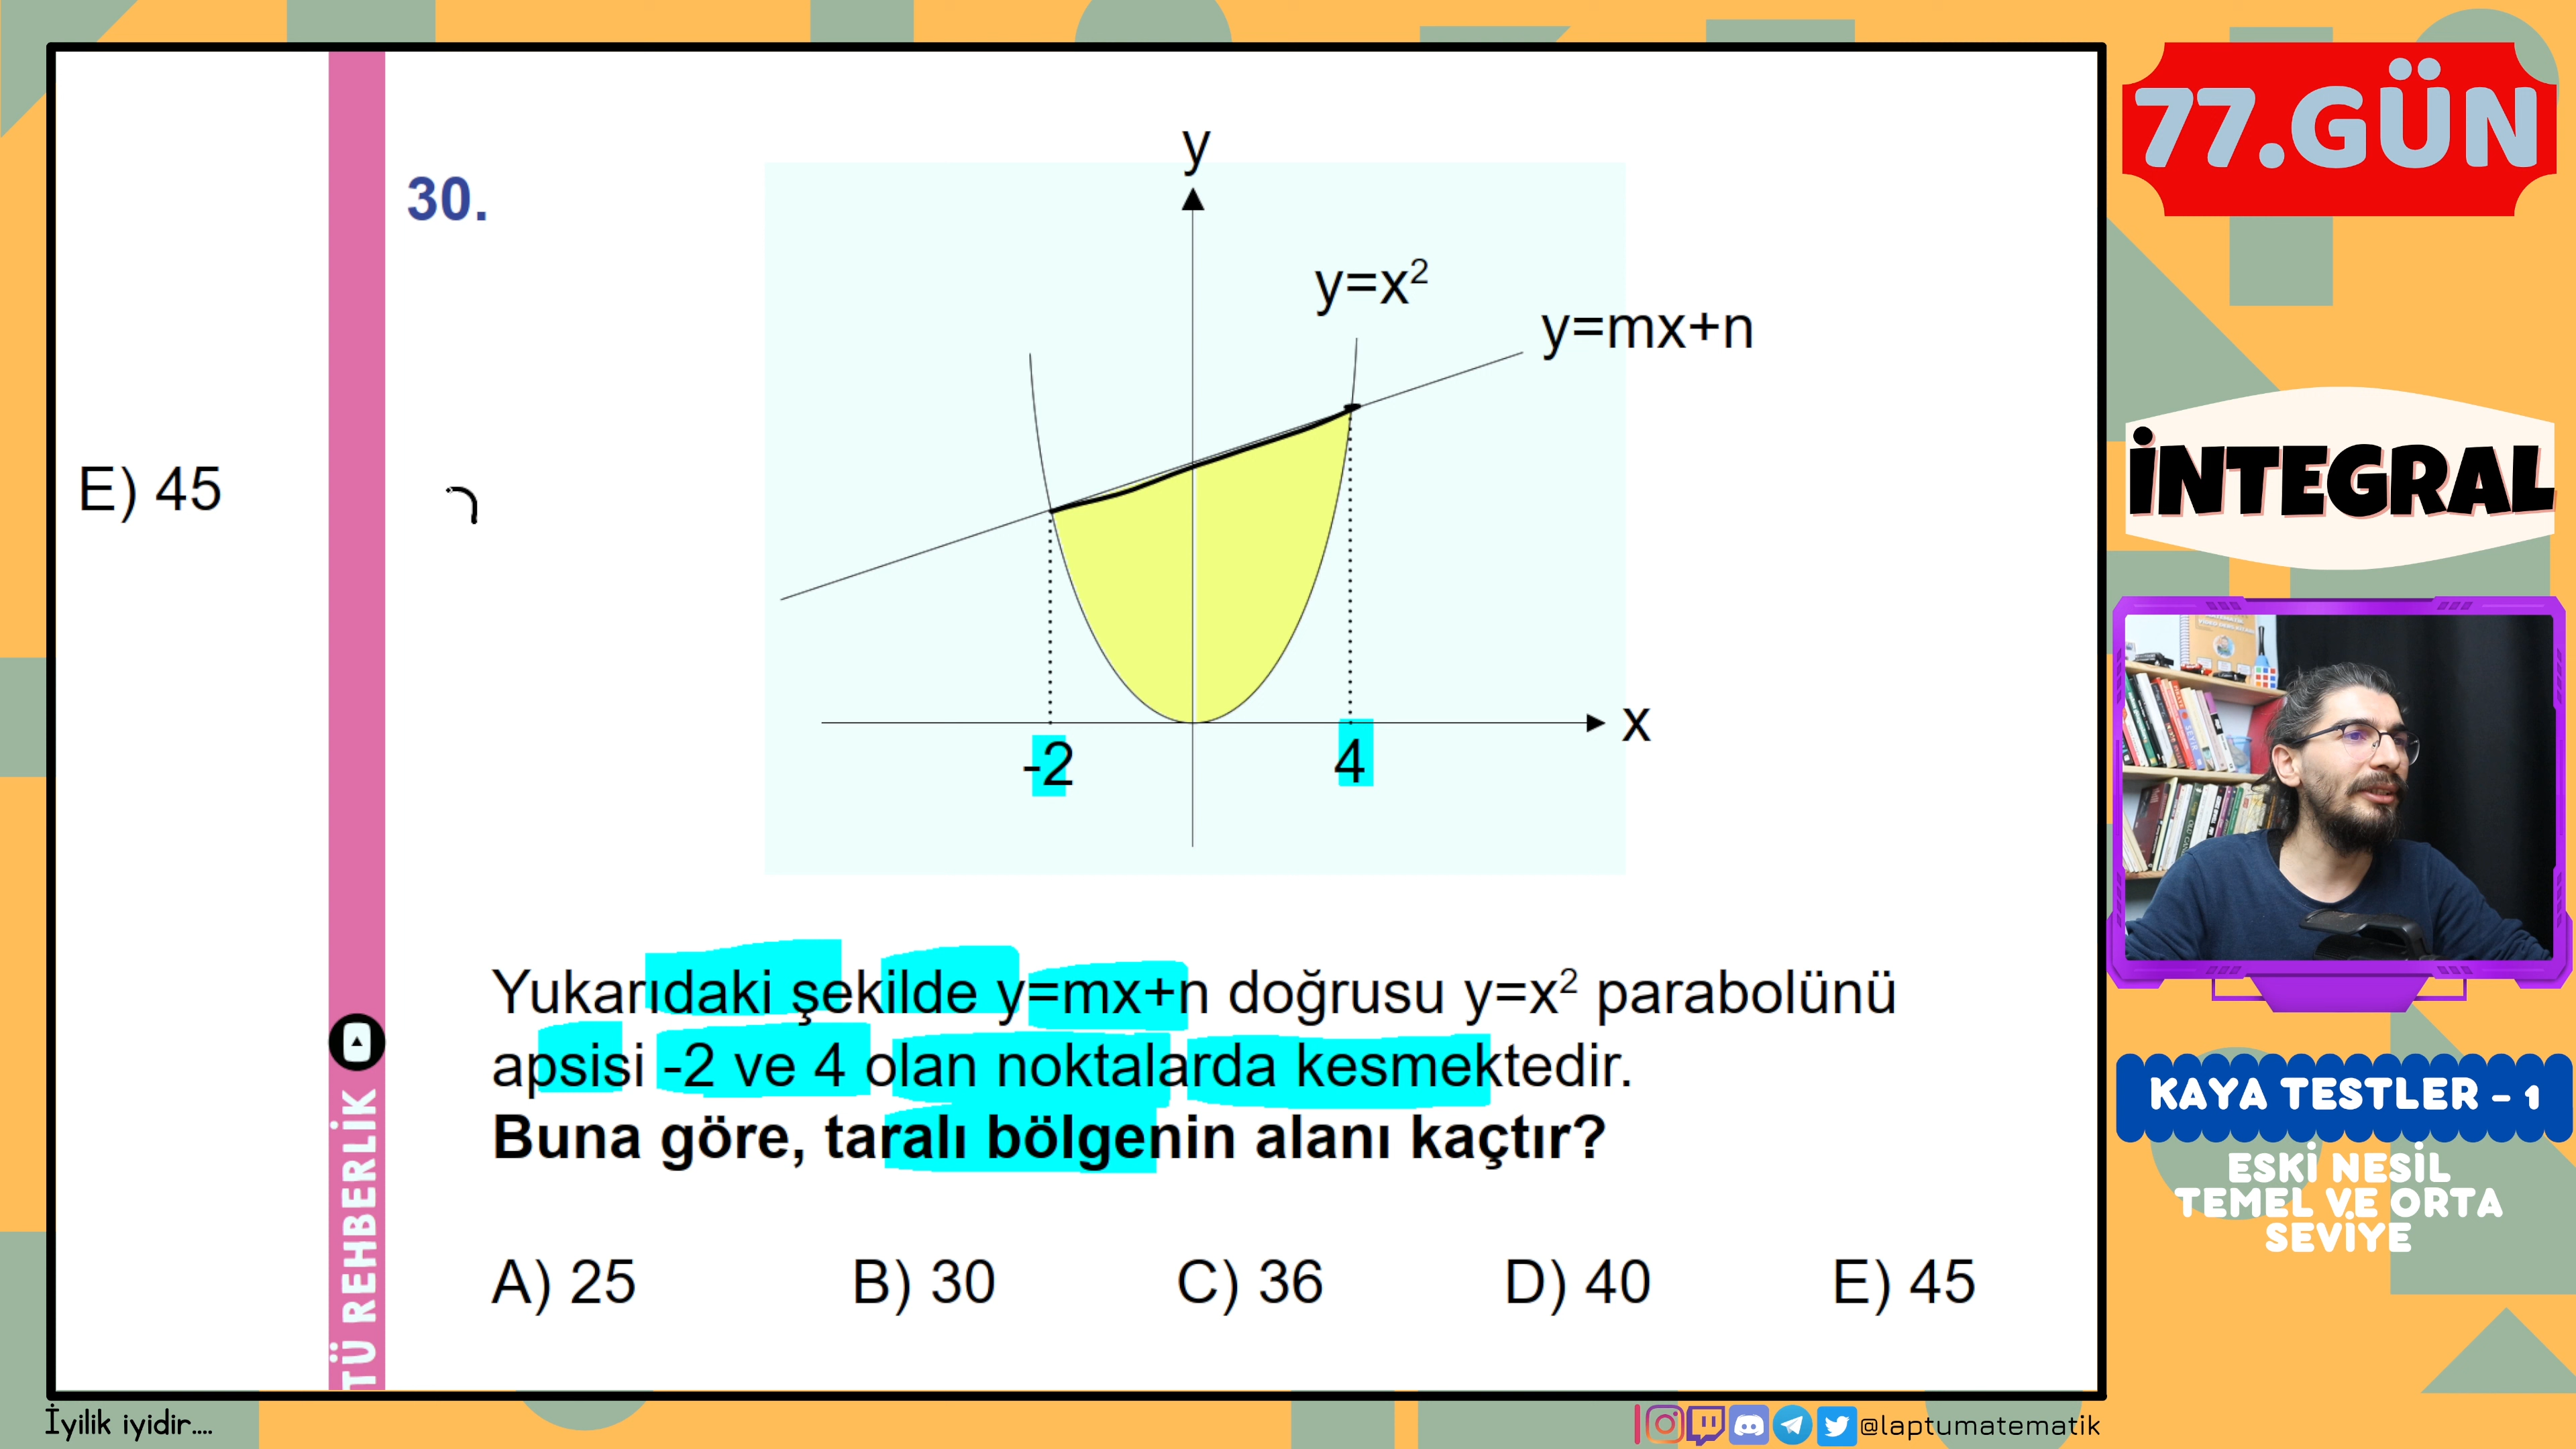 77.GÜN
y
30.
y=x²
y=mx+n
E) 45
x
-2
4
İNTEGRAL
Yukarıdaki şekilde y=mx+n doğrusu y=x² parabolünü
apsisi -2 ve 4 olan noktalarda kesmektedir.
Buna göre, taralı bölgenin alanı kaçtır?
A) 25 B) 30 C) 36 D) 40 E) 45
TÜ REHBERLİK
KAYA TESTLER - 1
ESKİ NESİL
TEMEL VE ORTA
SEVİYE
İyilik iyidir....
@laptumatematik